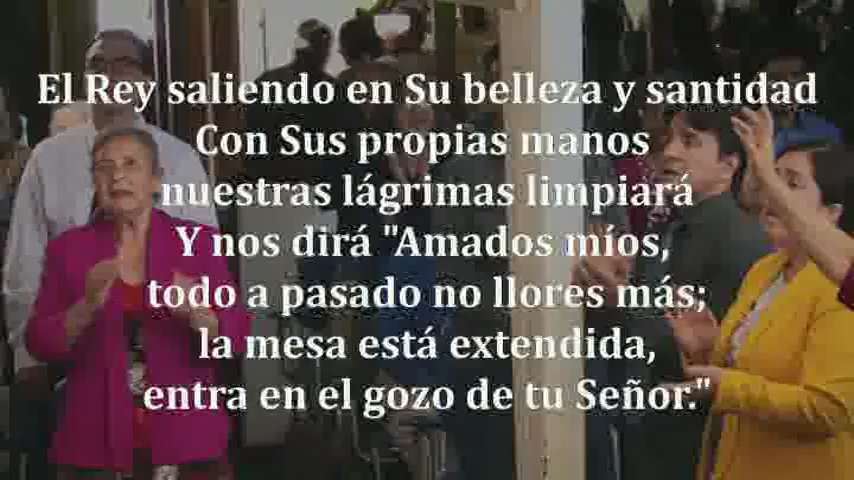 El Rey saliendo en Su belleza y santidad
Con Sus propias manos
nuestras lágrimas limpiará
Y nos dirá "Amados míos,
todo a pasado no llores más;
la mesa está extendida,
entra en el gozo de tu Señor."